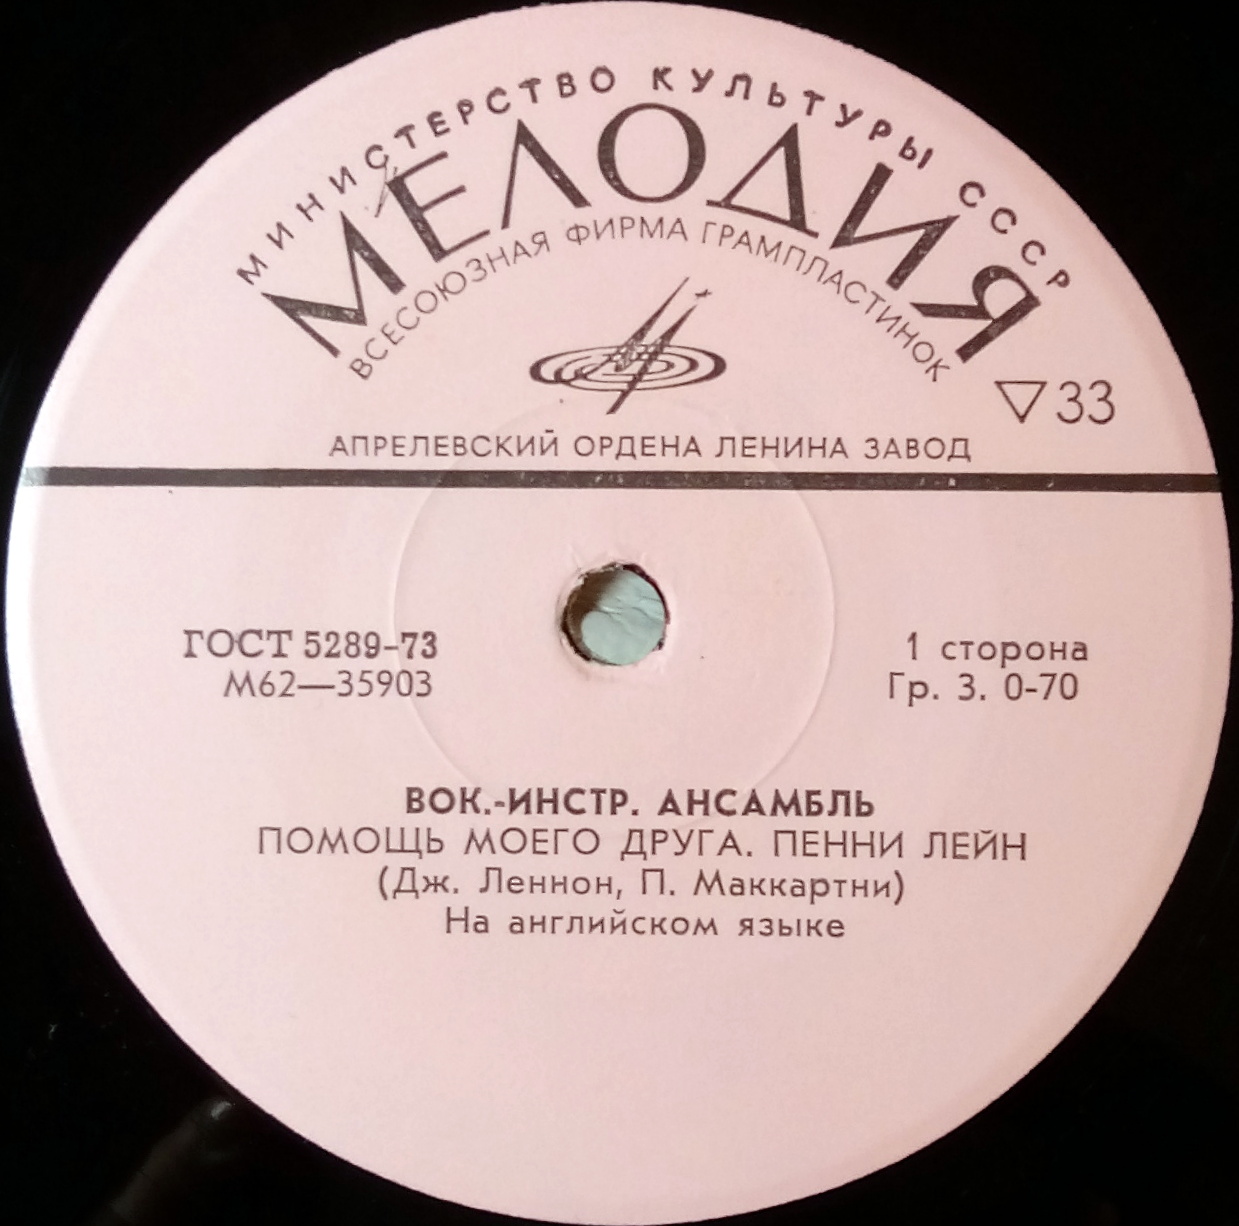 МИНИСТЕРСТВО КУЛЬТУРЫ СССР
МЕЛОДИЯ
ВСЕСОЮЗНАЯ ФИРМА ГРАМПЛАСТИНОК
▽ 33
АПРЕЛЕВСКИЙ ОРДЕНА ЛЕНИНА ЗАВОД
ГОСТ 5289-73
М62—35903
1 сторона
Гр. 3. 0-70
ВОК.-ИНСТР. АНСАМБЛЬ
ПОМОЩЬ МОЕГО ДРУГА. ПЕННИ ЛЕЙН
(Дж. Леннон, П. Маккартни)
На английском языке